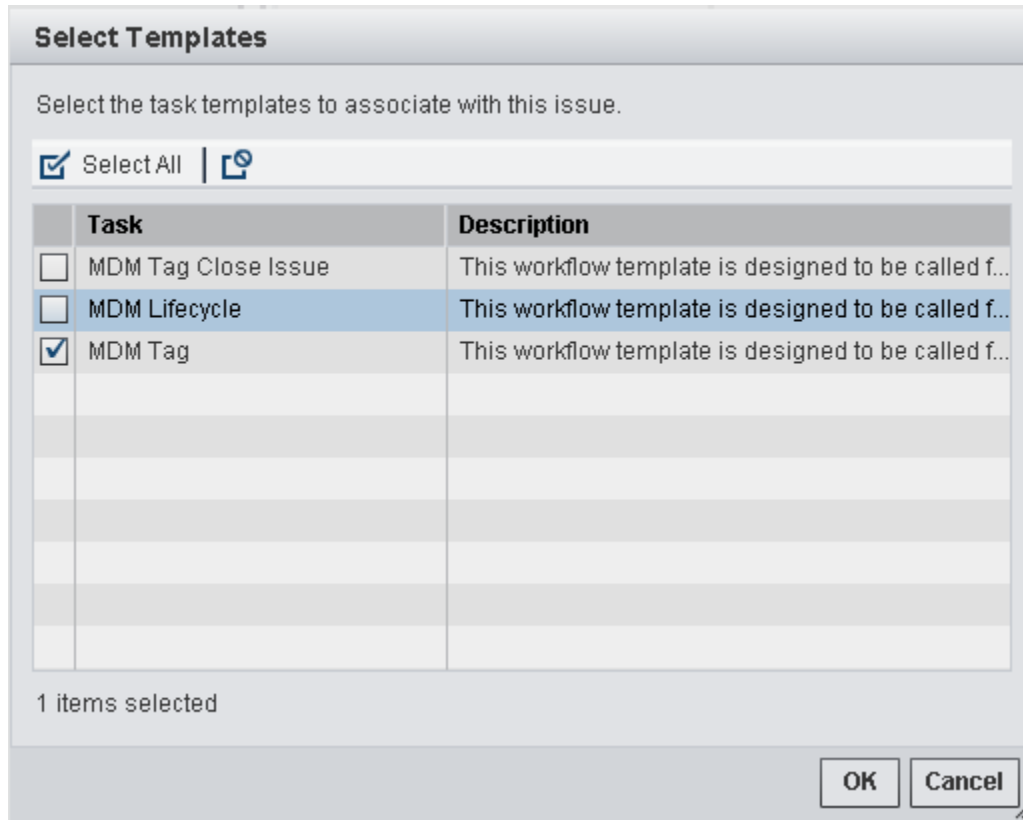 Select Templates
Select the task templates to associate with this issue.
Select All
Task Description
MDM Tag Close Issue This workflow template is designed to be called f...
MDM Lifecycle This workflow template is designed to be called f...
MDM Tag This workflow template is designed to be called f...
1 items selected
OK Cancel